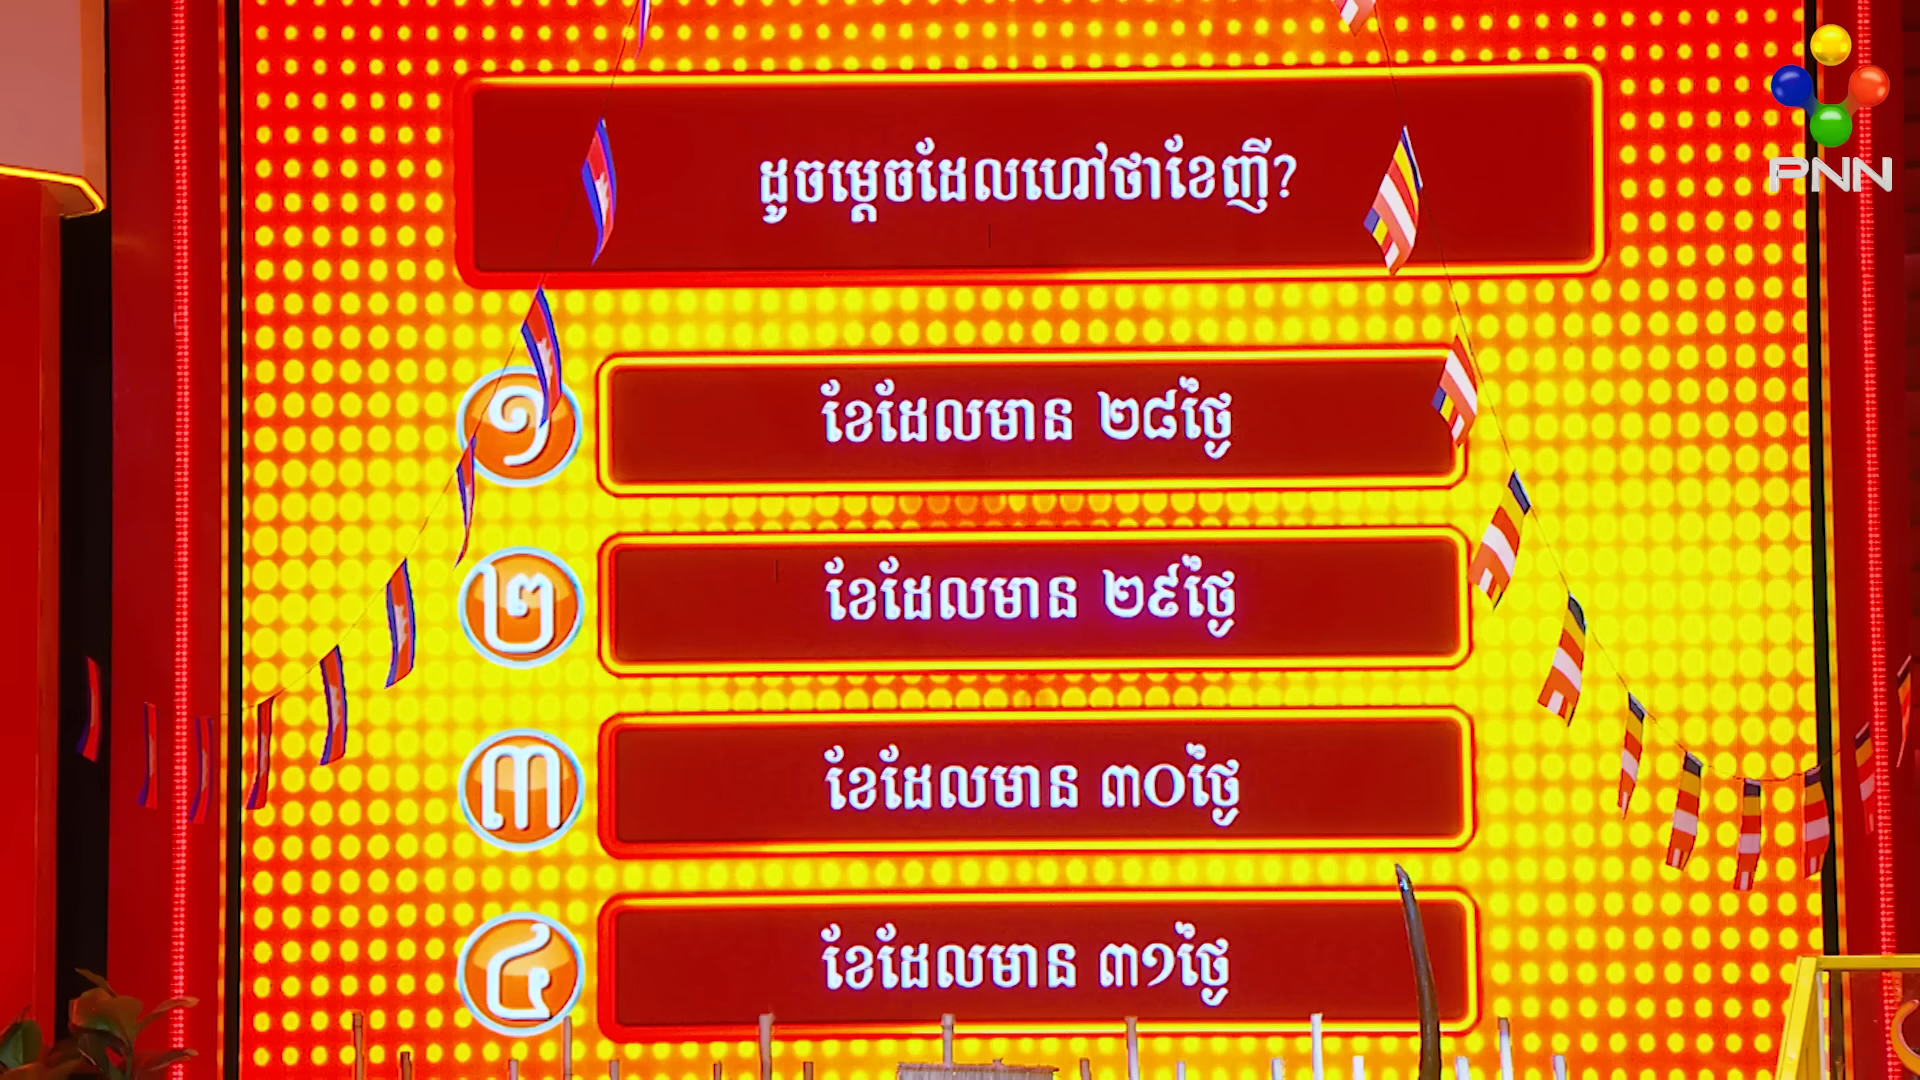 PNN
ដូចម្ដេចដែលហៅថាខែញី?
១
ខែដែលមាន ២៨ថ្ងៃ
២
ខែដែលមាន ២៩ថ្ងៃ
៣
ខែដែលមាន ៣០ថ្ងៃ
៤
ខែដែលមាន ៣១ថ្ងៃ